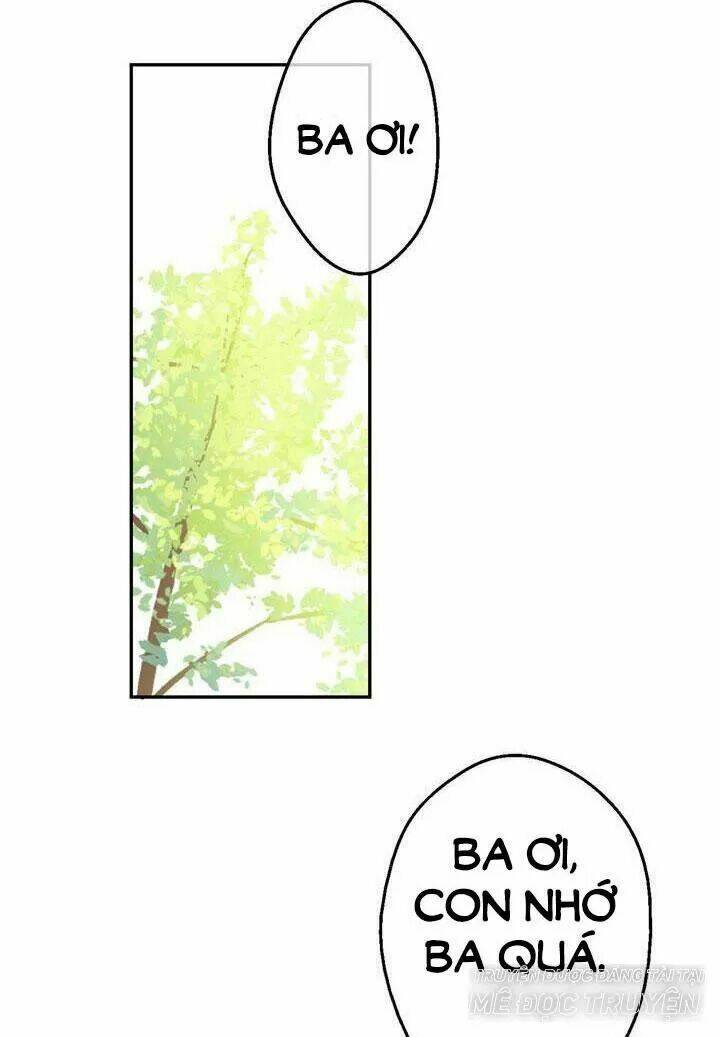 BA ƠI!
BA ƠI,
CON NHỚ
BA QUÁ.
TRUYỆN ĐƯỢC ĐĂNG TẢI TẠI
MÊ ĐỌC TRUYỆN